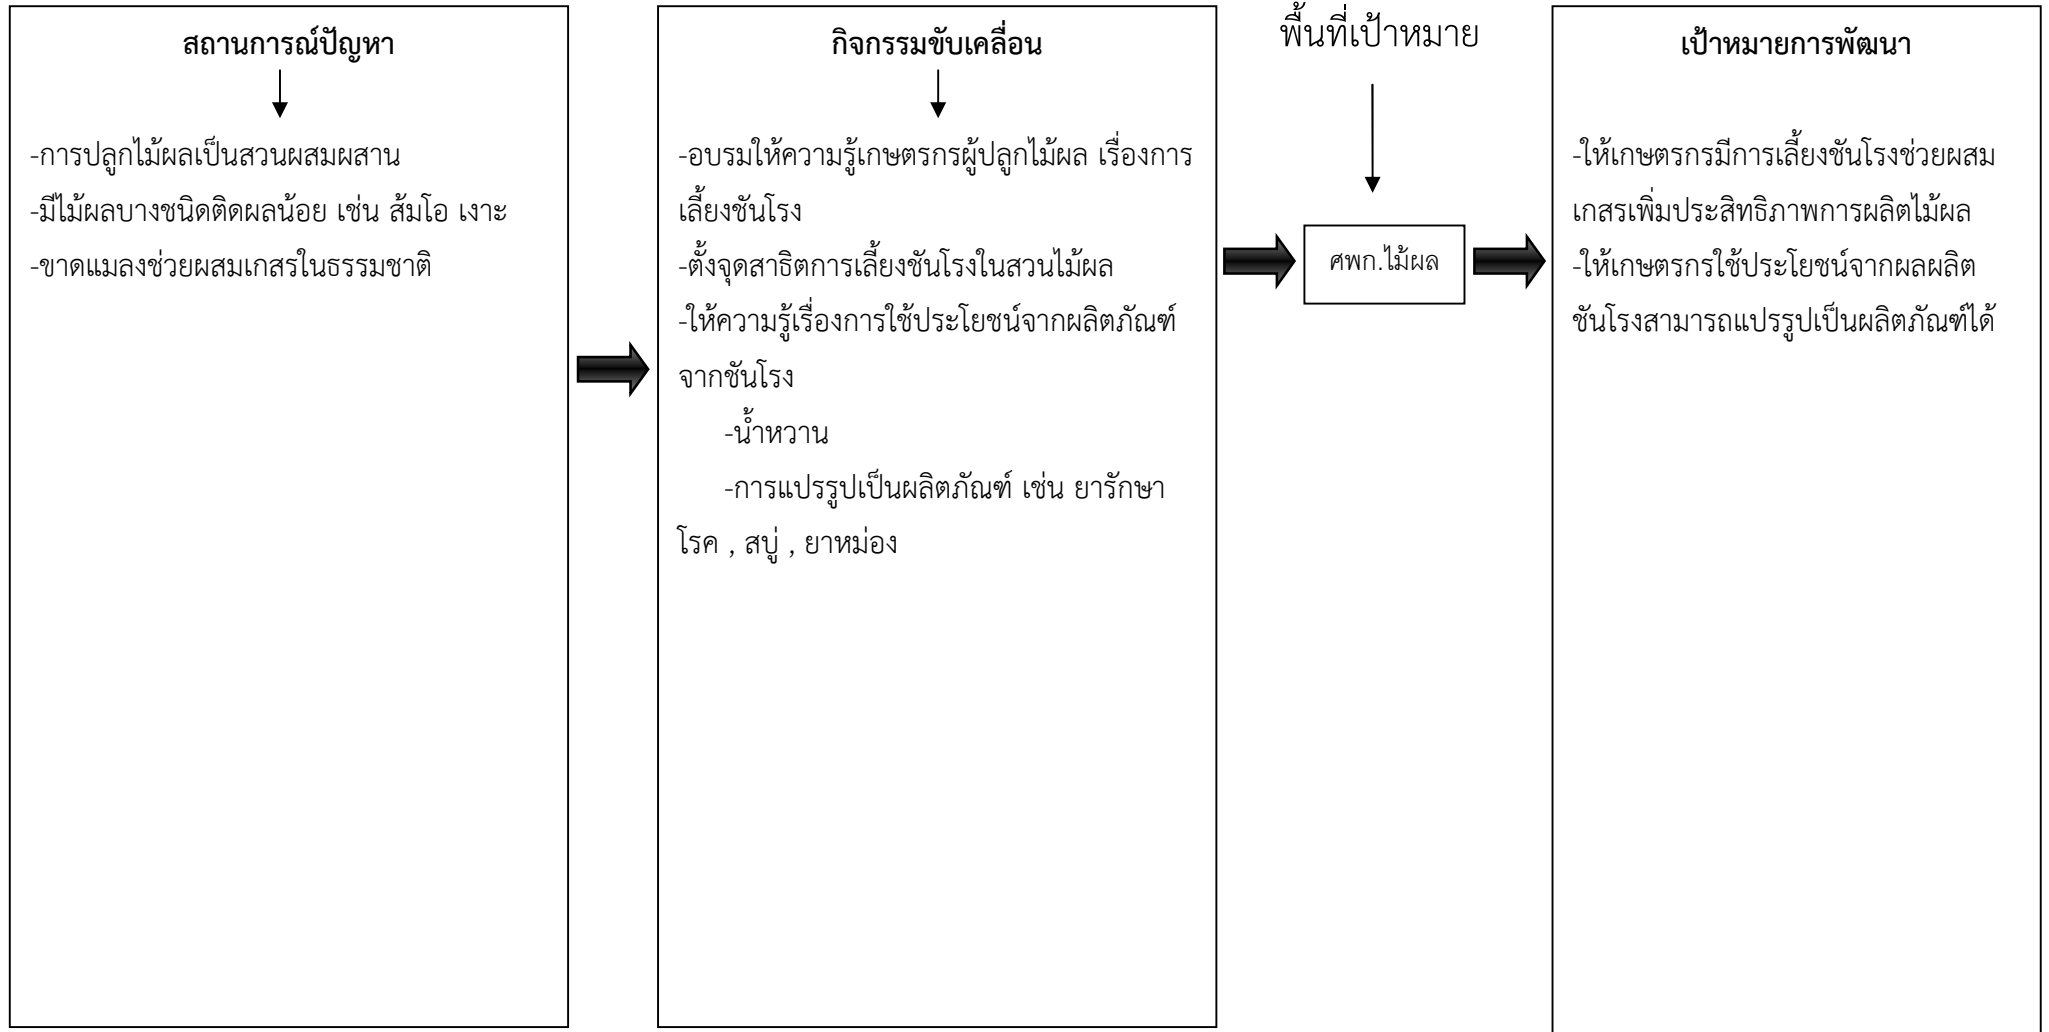 สถานการณ์ปัญหา
-การปลูกไม้ผลเป็นสวนผสมผสาน
-มีไม้ผลบางชนิดติดผลน้อย เช่น ส้มโอ เงาะ
-ขาดแมลงช่วยผสมเกสรในธรรมชาติ
กิจกรรมขับเคลื่อน
-อบรมให้ความรู้เกษตรกรผู้ปลูกไม้ผล เรื่องการ
เลี้ยงชันโรง
-ตั้งจุดสาธิตการเลี้ยงชันโรงในสวนไม้ผล
-ให้ความรู้เรื่องการใช้ประโยชน์จากผลิตภัณฑ์
จากชันโรง
-น้ำหวาน
-การแปรรูปเป็นผลิตภัณฑ์ เช่น ยารักษา
โรค , สบู่ , ยาหม่อง
พื้นที่เป้าหมาย
ศพก.ไม้ผล
เป้าหมายการพัฒนา
-ให้เกษตรกรมีการเลี้ยงชันโรงช่วยผสม
เกสรเพิ่มประสิทธิภาพการผลิตไม้ผล
-ให้เกษตรกรใช้ประโยชน์จากผลผลิต
ชันโรงสามารถแปรรูปเป็นผลิตภัณฑ์ได้